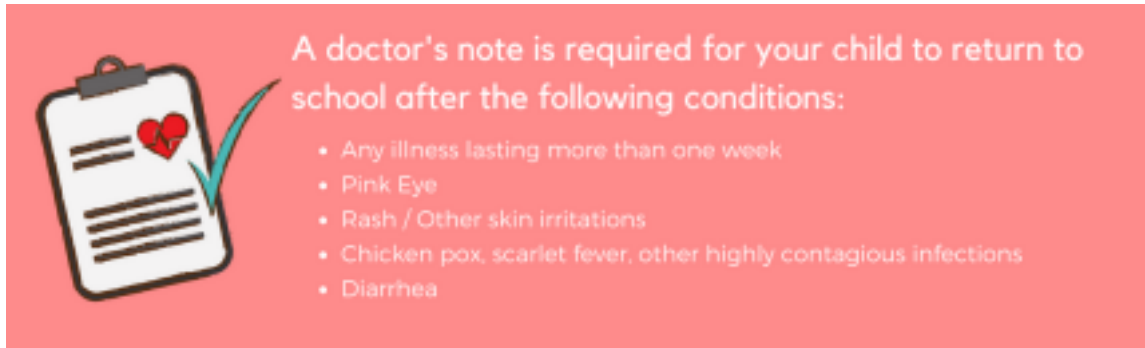 A doctor's note is required for your child to return to
school after the following conditions:
• Any illness lasting more than one week
• Pink Eye
• Rash / Other skin irritations
• Chicken pox, scarlet fever, other highly contagious infections
• Diarrhea